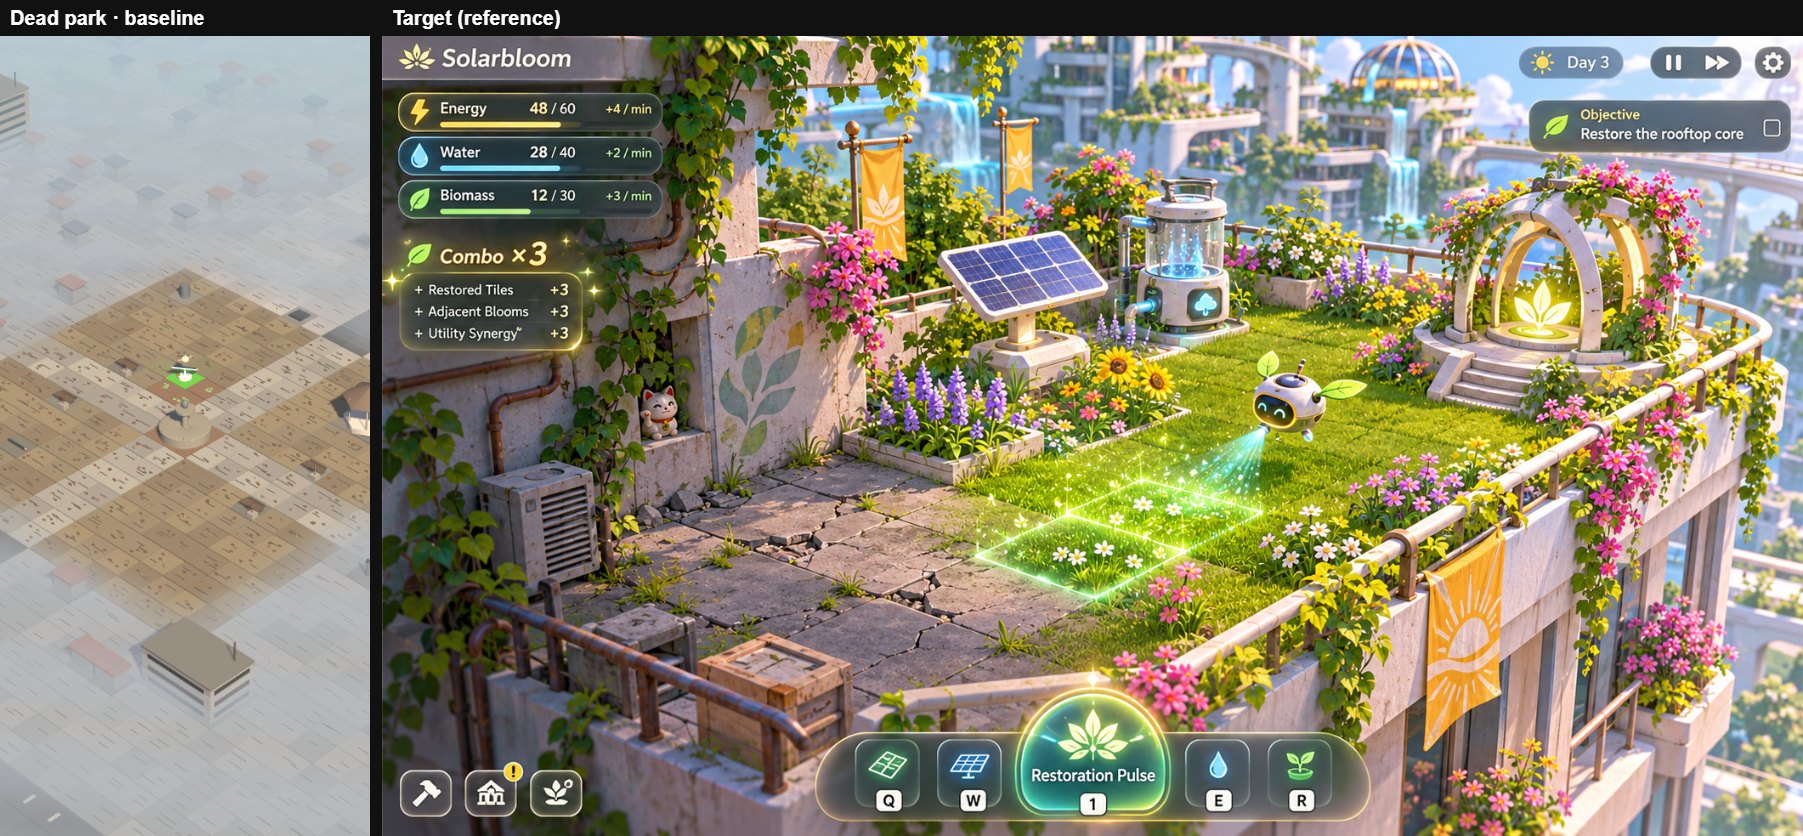 Dead park · baseline
Target (reference)
Solarbloom
Energy 48 / 60 +4 / min
Water 28 / 40 +2 / min
Biomass 12 / 30 +3 / min
Combo ×3
+ Restored Tiles +3
+ Adjacent Blooms +3
+ Utility Synergy +3
Day 3
Objective
Restore the rooftop core
!
Restoration Pulse
Q
W
1
E
R